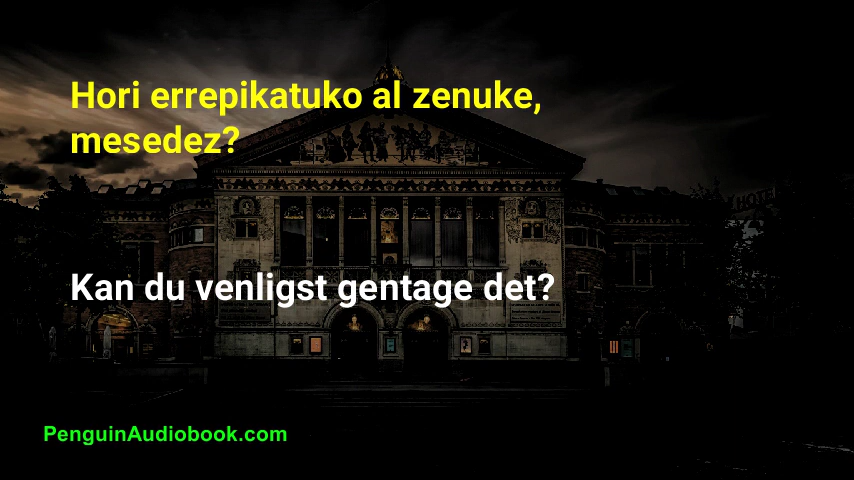 Hori errepikatuko al zenuke,
mesedez?
Kan du venligst gentage det?
PenguinAudiobook.com